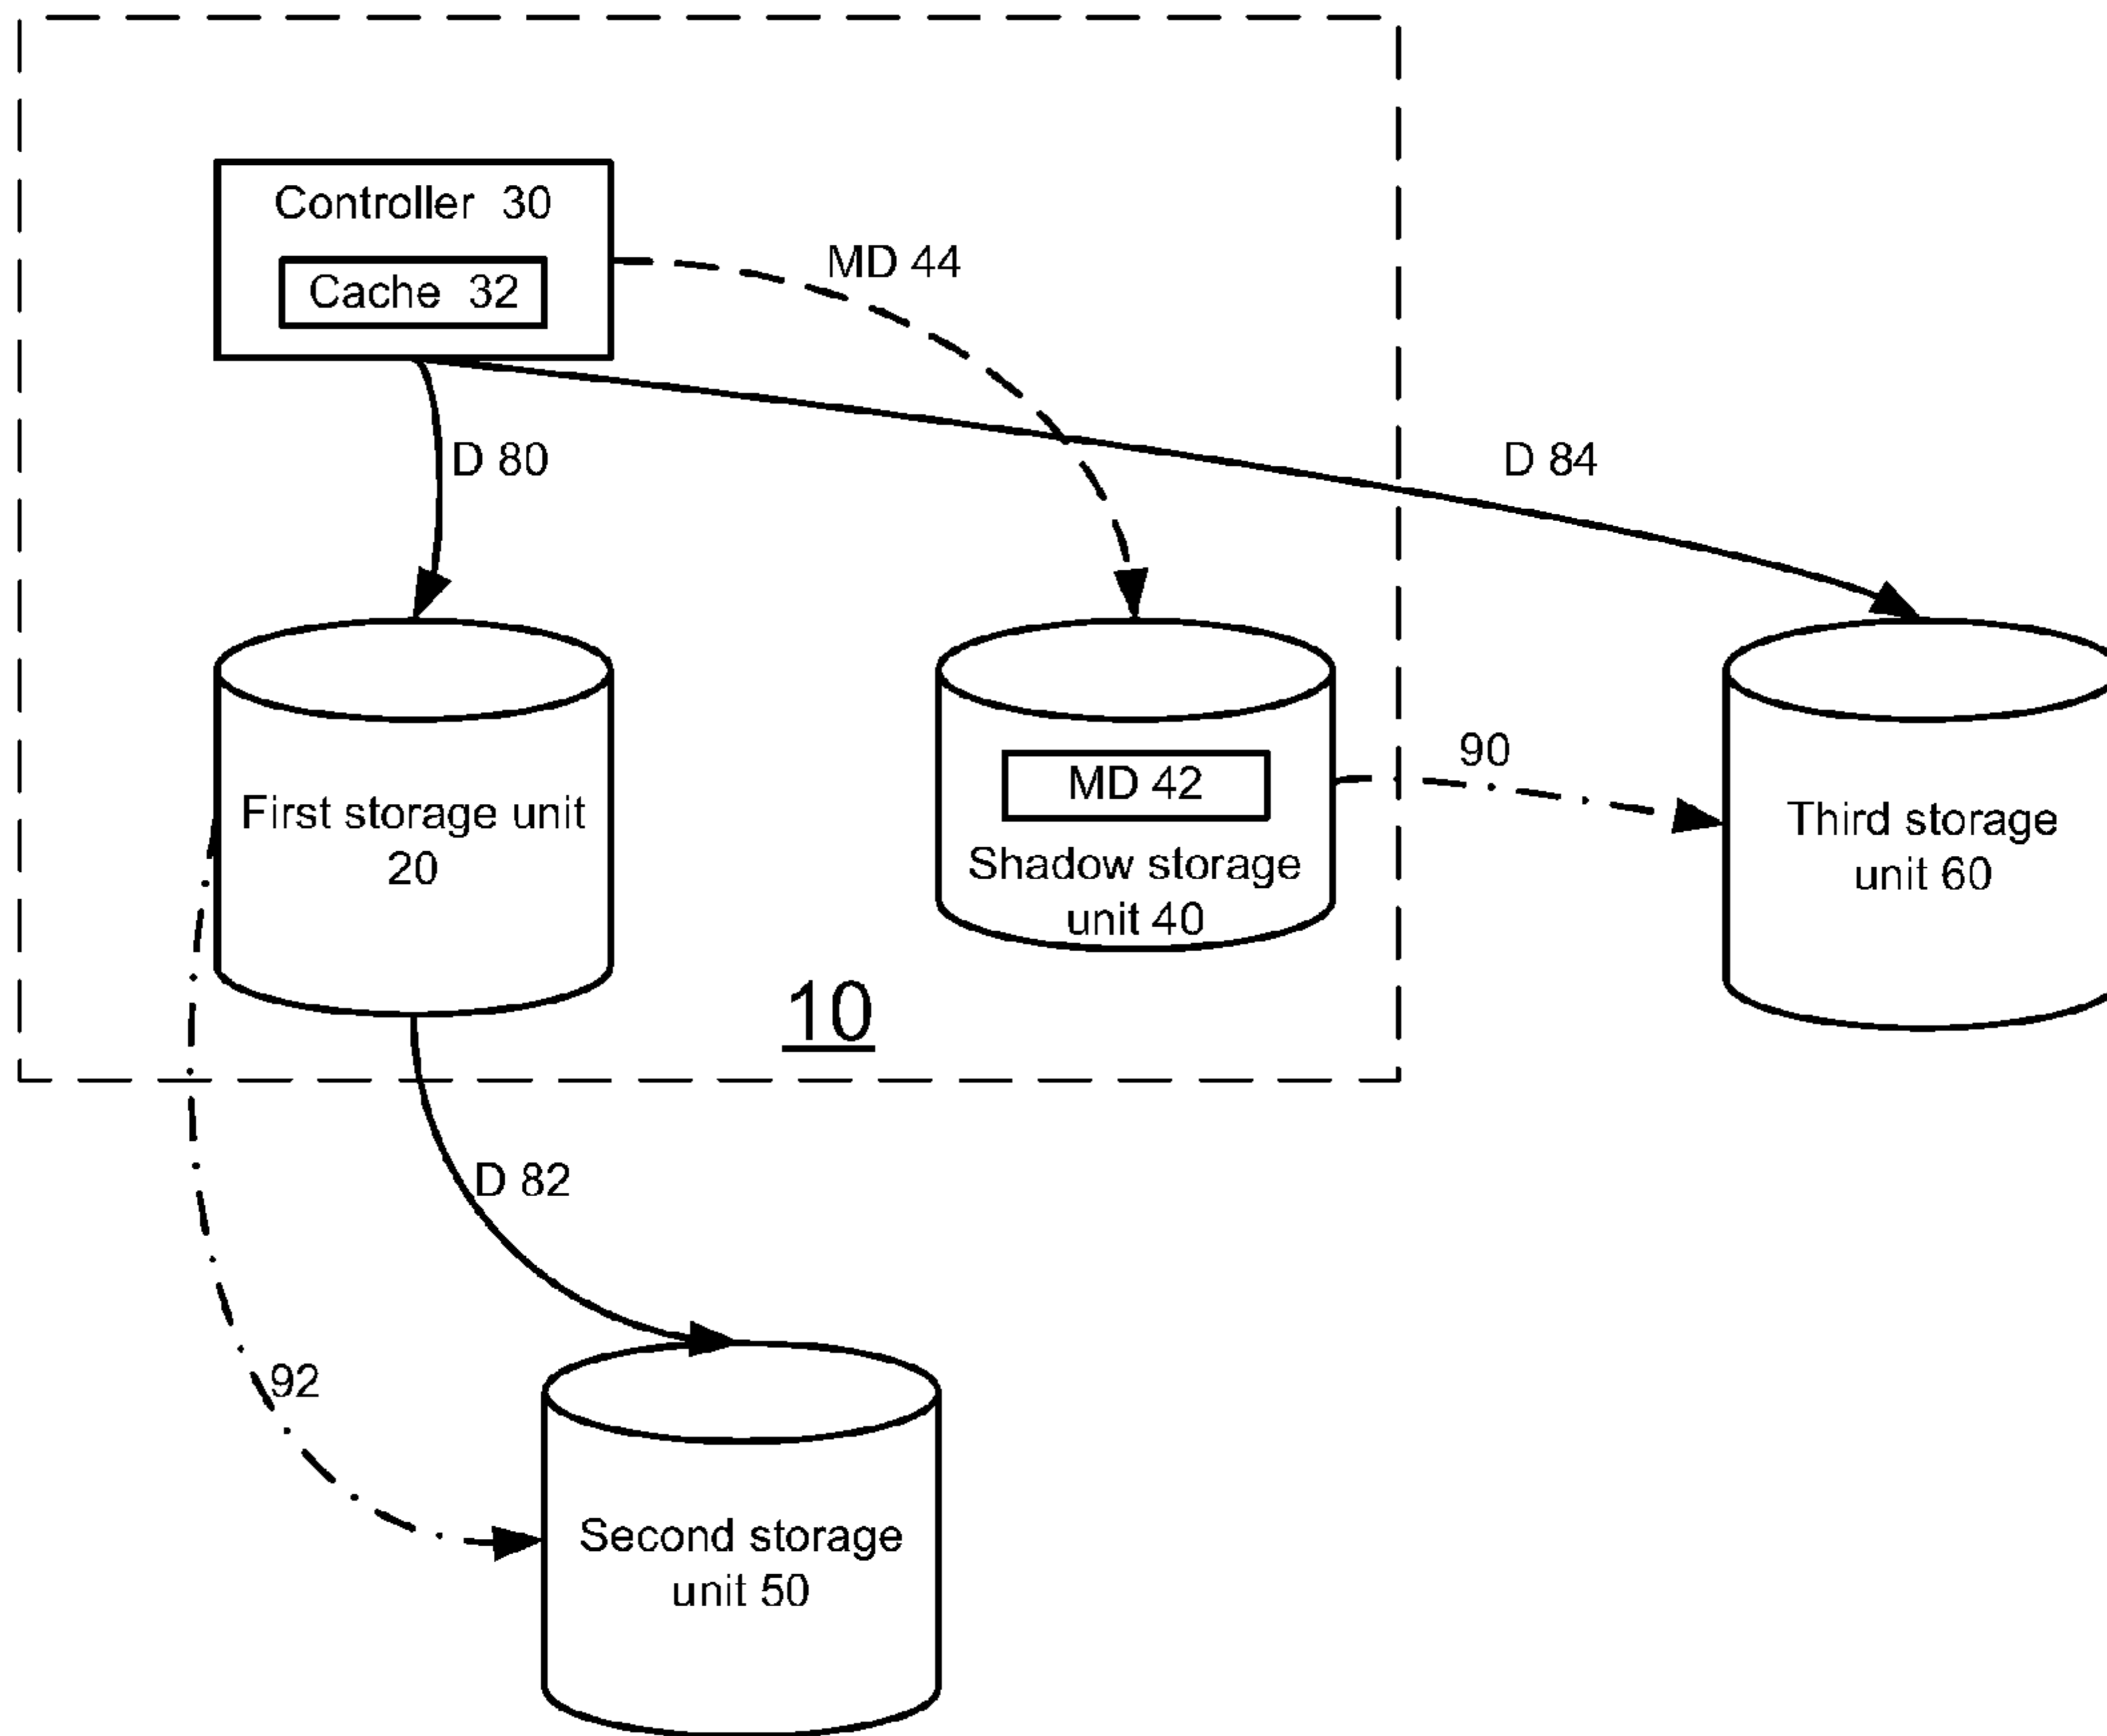 Controller 30
Cache 32
MD 44
D 80
D 84
First storage unit
20
MD 42
Shadow storage
unit 40
90
Third storage
unit 60
10
D 82
92
Second storage
unit 50